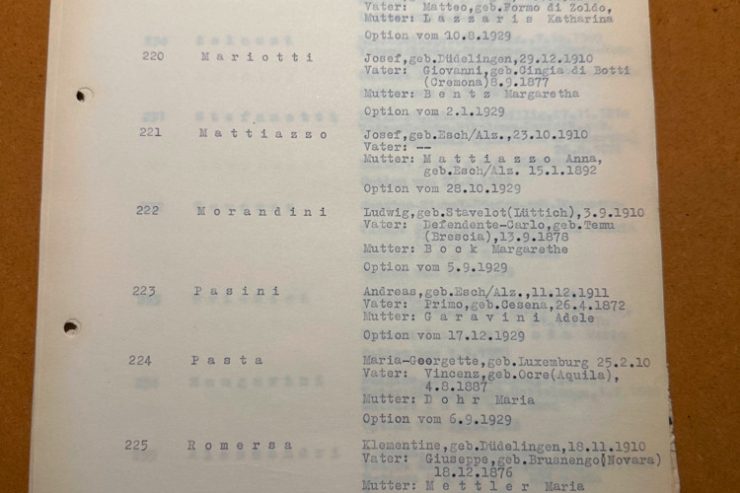 Vater: Matteo,geb.Formo di Zoldo,
Mutter: L a z z a r i s Katharina
Option vom 10.8.1929
220 M a r i o t t i Josef,geb.Düdelingen,29.12.1910
Vater: Giovanni,geb.Cingia di Botti
(Cremona)8.9.1877
Mutter: B e n t z Margaretha
Option vom 2.1.1929
221 M a t t i a z z o Josef,geb.Esch/Alz.,23.10.1910
Vater: --
Mutter: M a t t i a z z o Anna,
geb.Esch/Alz. 15.1.1892
Option vom 28.10.1929
222 M o r a n d i n i Ludwig,geb.Stavelot(Lüttich),3.9.1910
Vater: Defendente-Carlo,geb.Temu
(Brescia),13.9.1878
Mutter: B o c k Margarethe
Option vom 5.9.1929
223 P a s i n i Andreas,geb.Esch/Alz.,11.12.1911
Vater: Primo,geb.Cesena,26.4.1872
Mutter: G a r a v i n i Adele
Option vom 17.12.1929
224 P a s t a Maria-Georgette,geb.Luxemburg 25.2.10
Vater: Vincenz,geb.Ocre(Aquila),
4.8.1887
Mutter: D o h r Maria
Option vom 6.9.1929
225 R o m e r s a Klementine,geb.Düdelingen,18.11.1910
Vater: Giuseppe,geb.Brusnengo(Novara)
18.12.1876
Mutter: M e t t l e r Maria